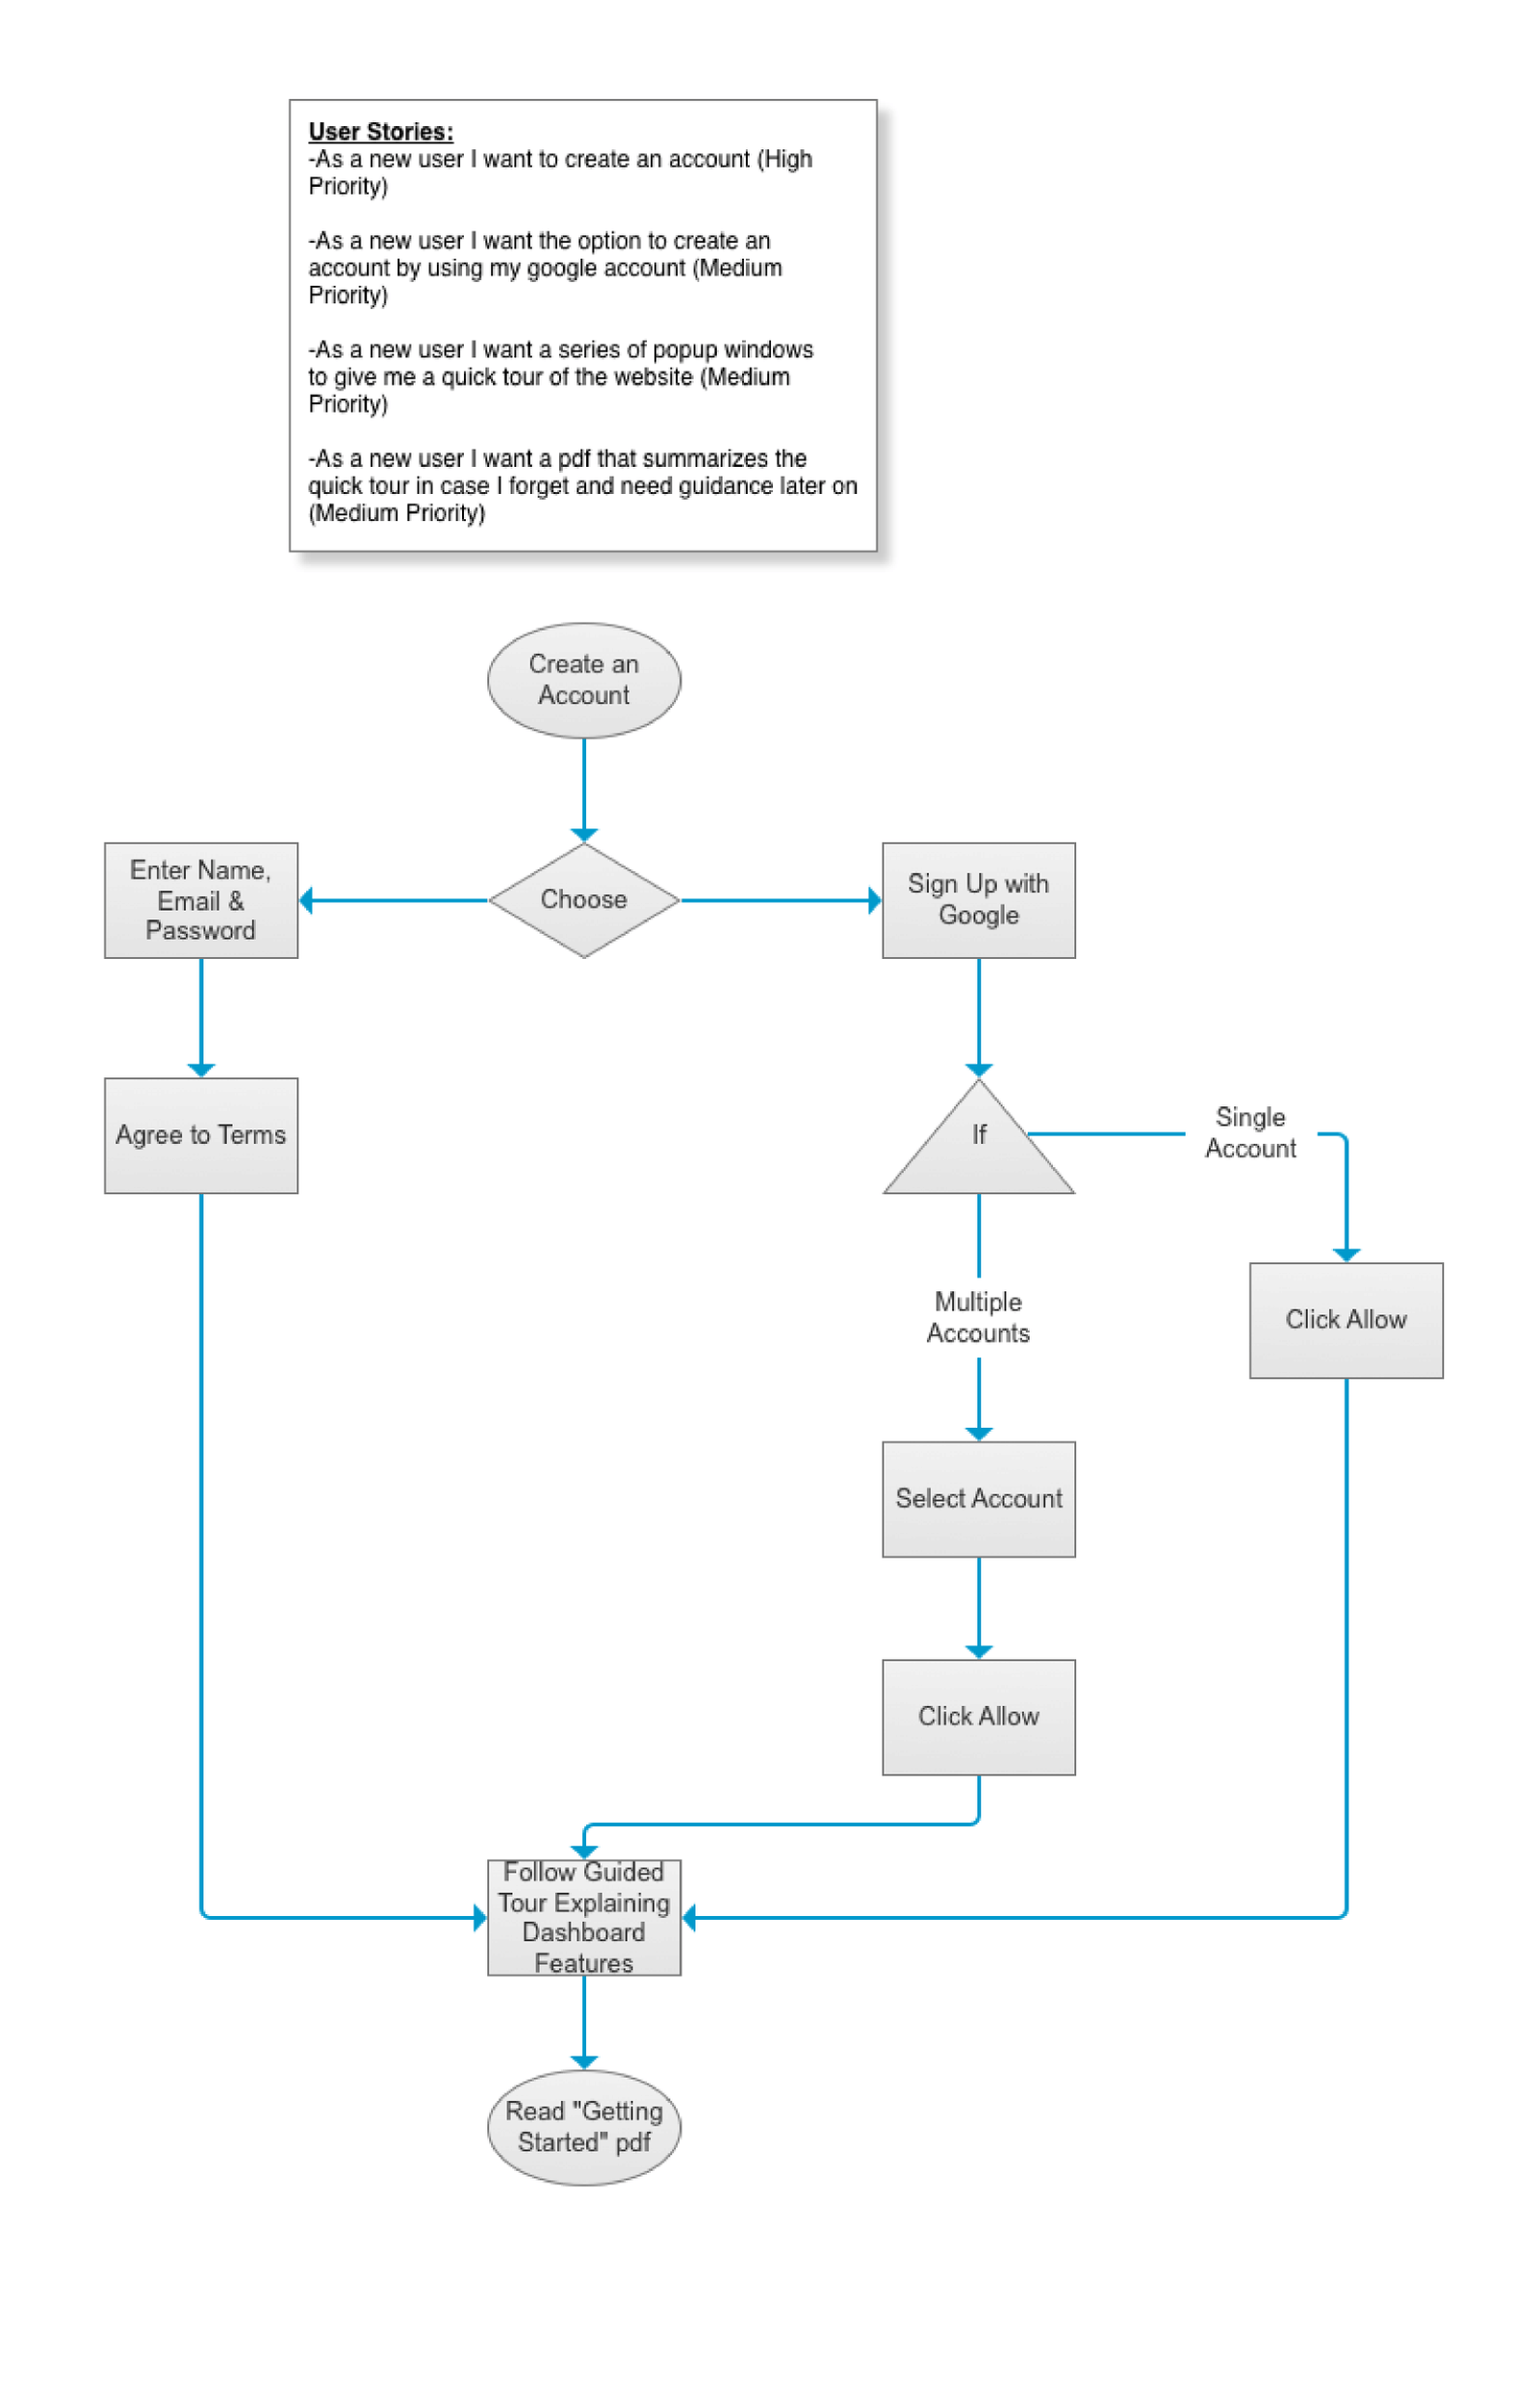 User Stories:
-As a new user I want to create an account (High
Priority)
-As a new user I want the option to create an
account by using my google account (Medium
Priority)
-As a new user I want a series of popup windows
to give me a quick tour of the website (Medium
Priority)
-As a new user I want a pdf that summarizes the
quick tour in case I forget and need guidance later on
(Medium Priority)
Create an
Account
Enter Name,
Email &
Password
Choose
Sign Up with
Google
Agree to Terms
If
Single
Account
Multiple
Accounts
Click Allow
Select Account
Click Allow
Follow Guided
Tour Explaining
Dashboard
Features
Read "Getting
Started" pdf